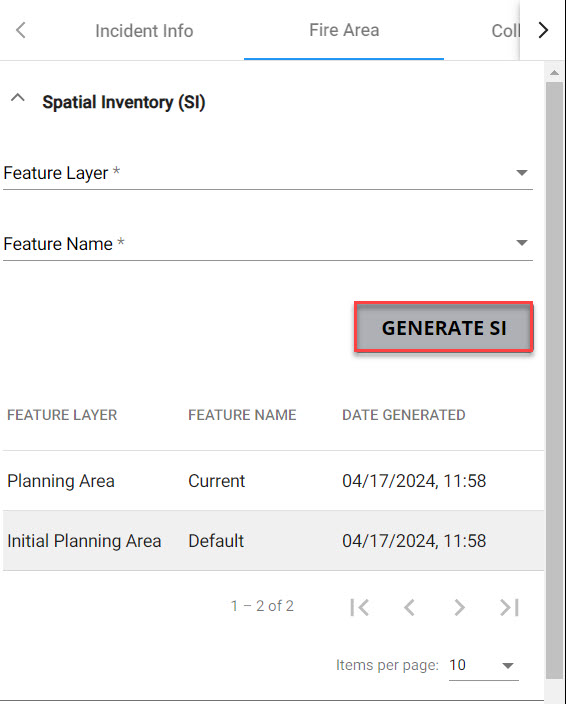 Incident Info Fire Area Coll
Spatial Inventory (SI)
Feature Layer *
Feature Name *
GENERATE SI
FEATURE LAYER FEATURE NAME DATE GENERATED
Planning Area Current 04/17/2024, 11:58
Initial Planning Area Default 04/17/2024, 11:58
1 – 2 of 2
Items per page: 10